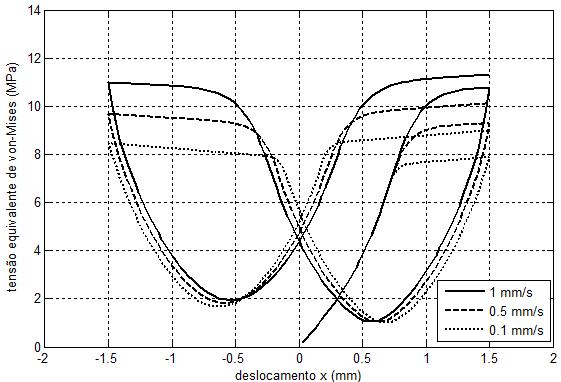 14
12
10
8
6
4
2
0
tensão equivalente de von-Mises (MPa)
-2 -1.5 -1 -0.5 0 0.5 1 1.5 2
deslocamento x (mm)
1 mm/s
0.5 mm/s
0.1 mm/s